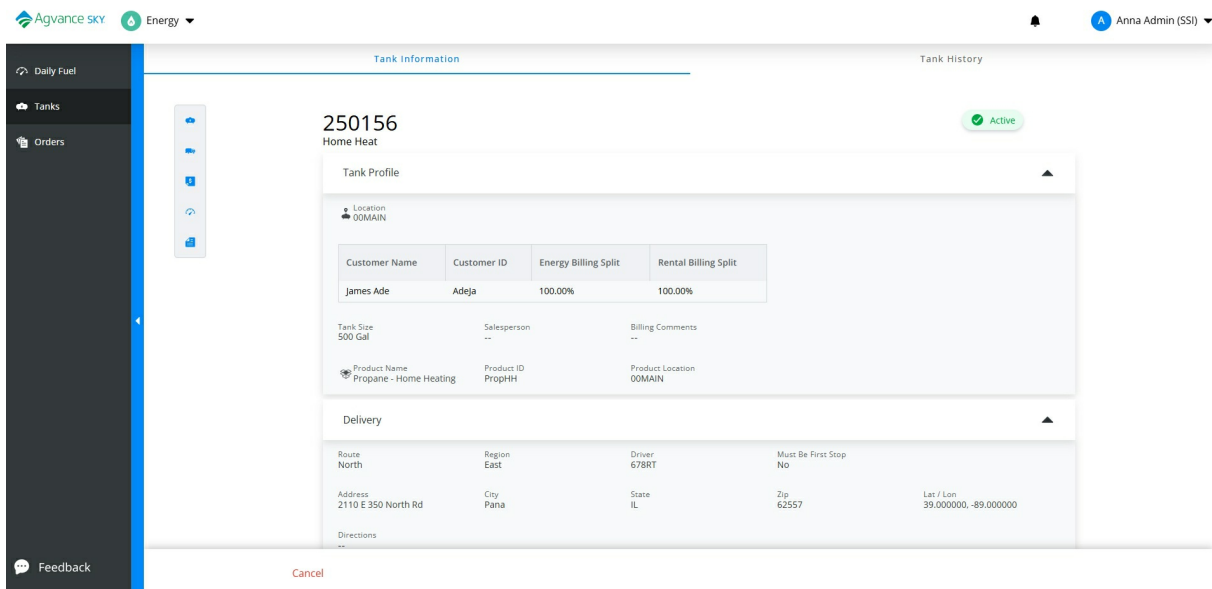 Agvance SKY Energy A Anna Admin (SSI)
Daily Fuel
Tanks
Orders
Feedback
Tank Information Tank History
250156
Home Heat
Active
Tank Profile
Location
00MAIN
Customer Name Customer ID Energy Billing Split Rental Billing Split
James Ade AdeJa 100.00% 100.00%
Tank Size Salesperson Billing Comments
500 Gal -- --
Product Name Product ID Product Location
Propane - Home Heating PropHH 00MAIN
Delivery
Route Region Driver Must Be First Stop
North East 678RT No
Address City State Zip Lat / Lon
2110 E 350 North Rd Pana IL 62557 39.000000, -89.000000
Directions
--
Cancel